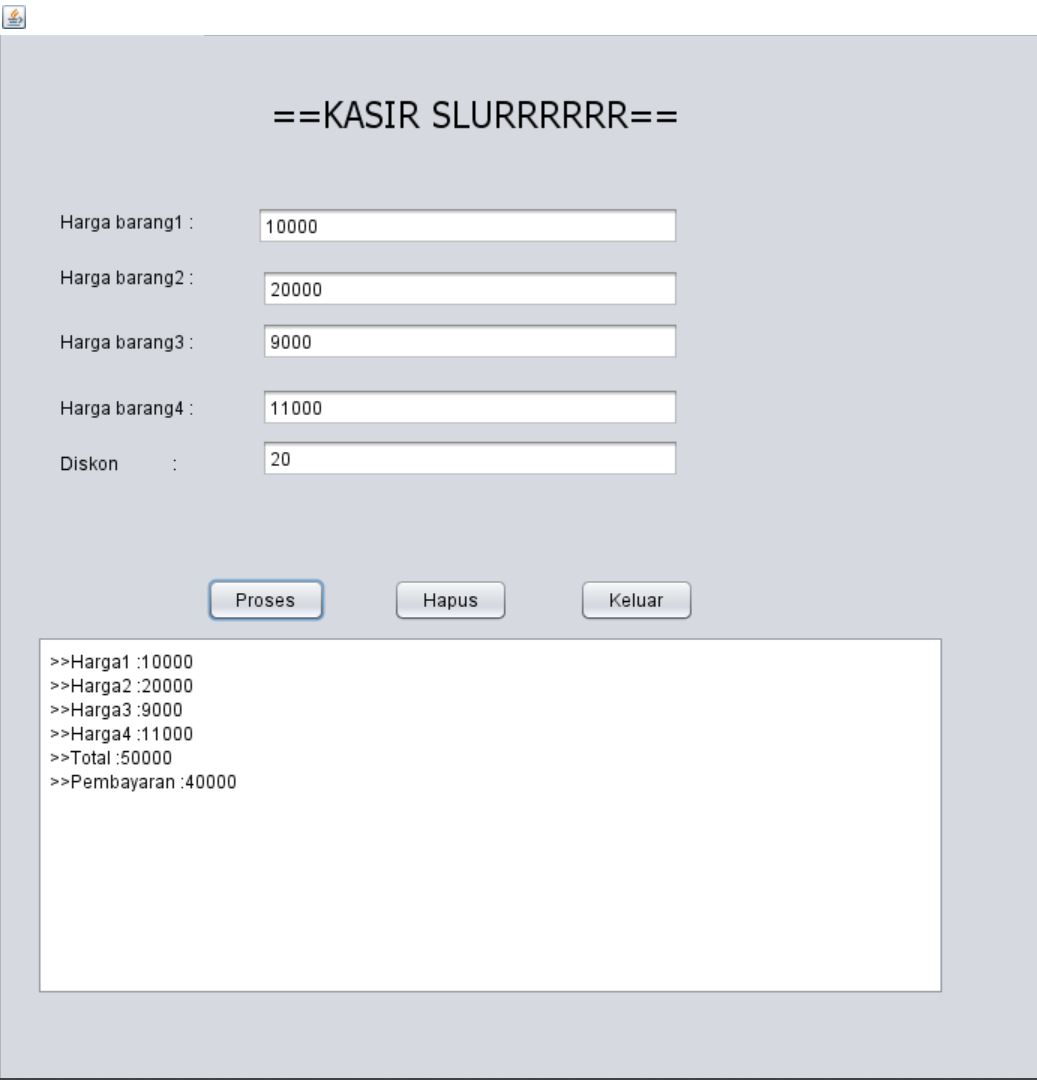 ==KASIR SLURRRRRR==
Harga barang1 : 10000
Harga barang2 : 20000
Harga barang3 : 9000
Harga barang4 : 11000
Diskon : 20
Proses Hapus Keluar
>>Harga1 :10000
>>Harga2 :20000
>>Harga3 :9000
>>Harga4 :11000
>>Total :50000
>>Pembayaran :40000